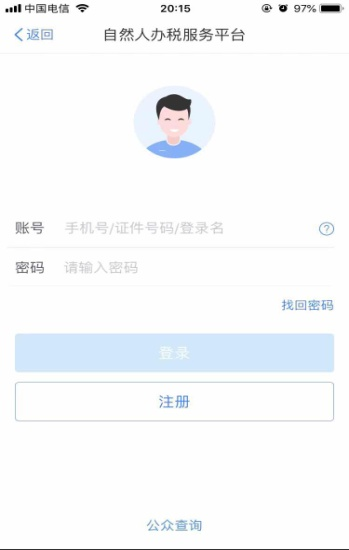 中国电信 20:15 97%
返回 自然人办税服务平台
账号 手机号/证件号码/登录名 ?
密码 请输入密码
找回密码
登录
注册
公众查询